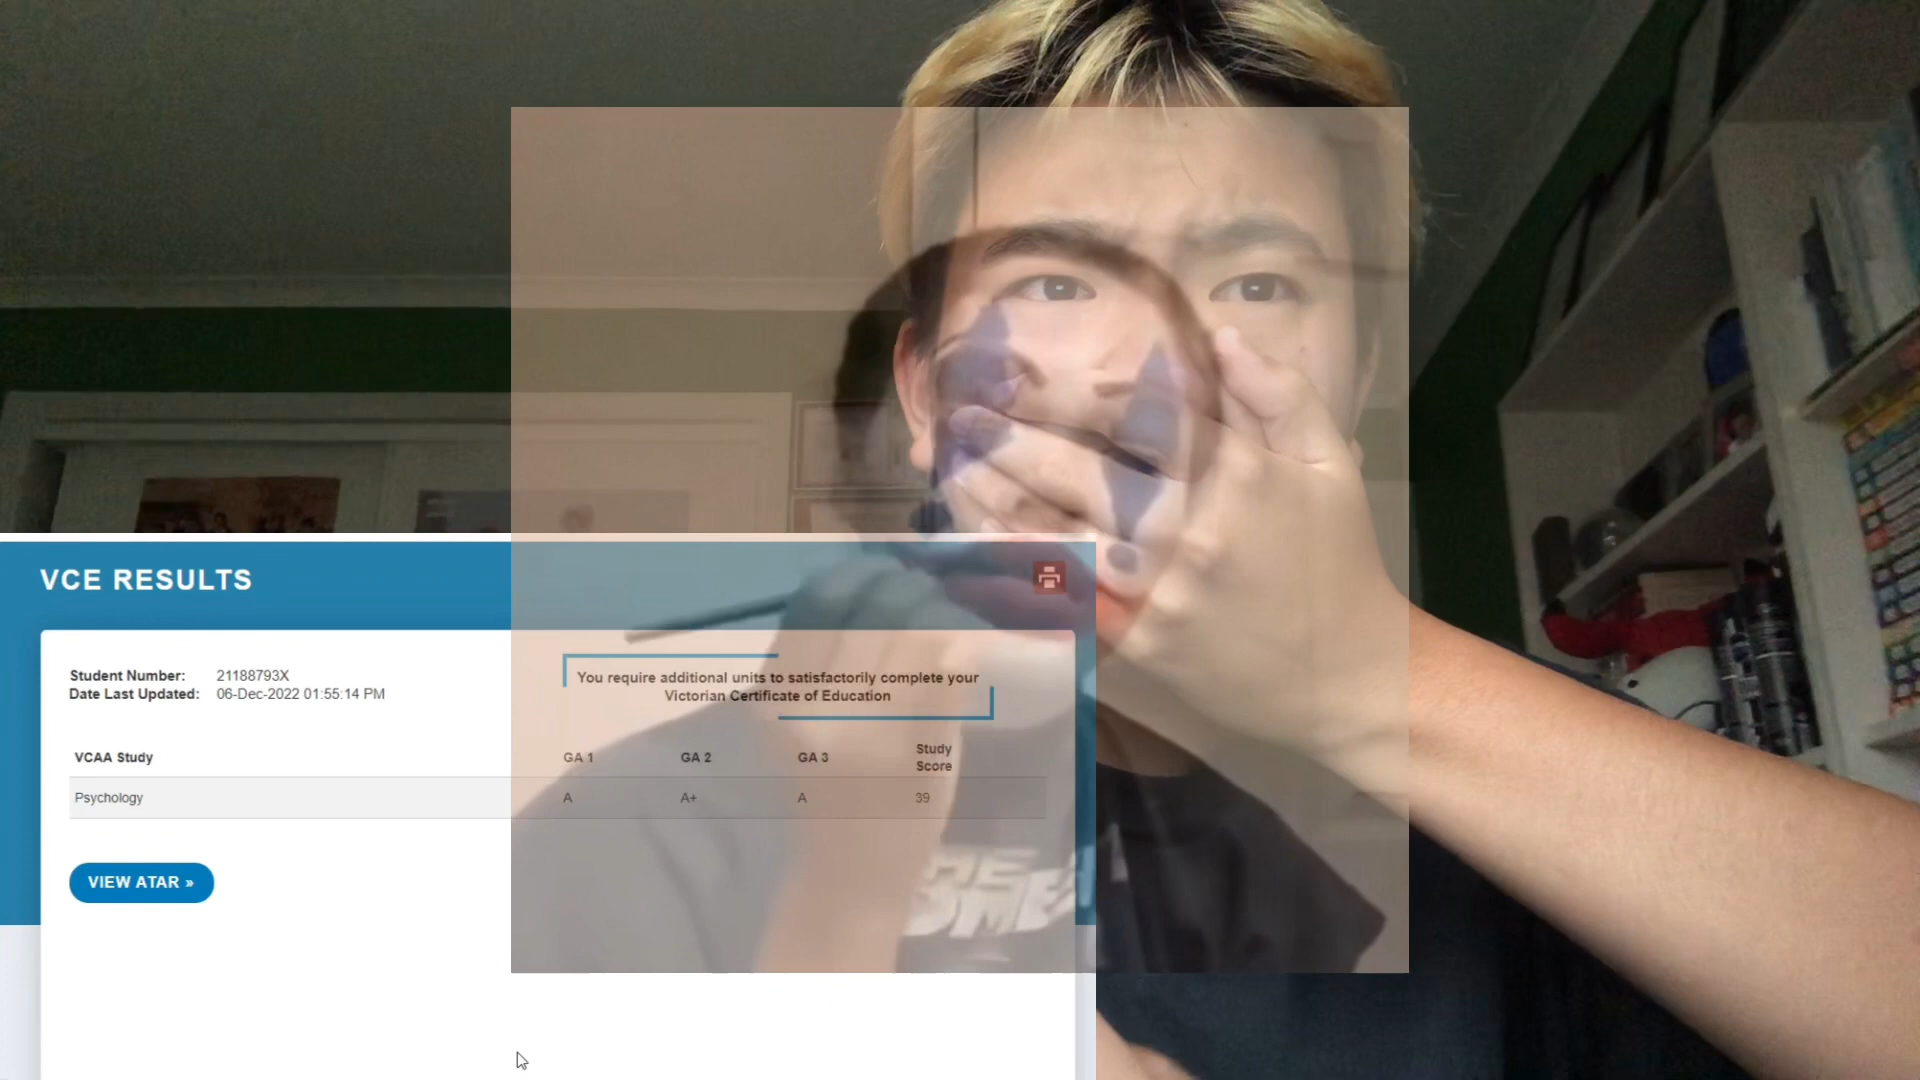 VCE RESULTS
Student Number: 21188793X
Date Last Updated: 06-Dec-2022 01:55:14 PM
You require additional units to satisfactorily complete your
Victorian Certificate of Education
VCAA Study GA 1 GA 2 GA 3 Study Score
Psychology A A+ A 39
VIEW ATAR »